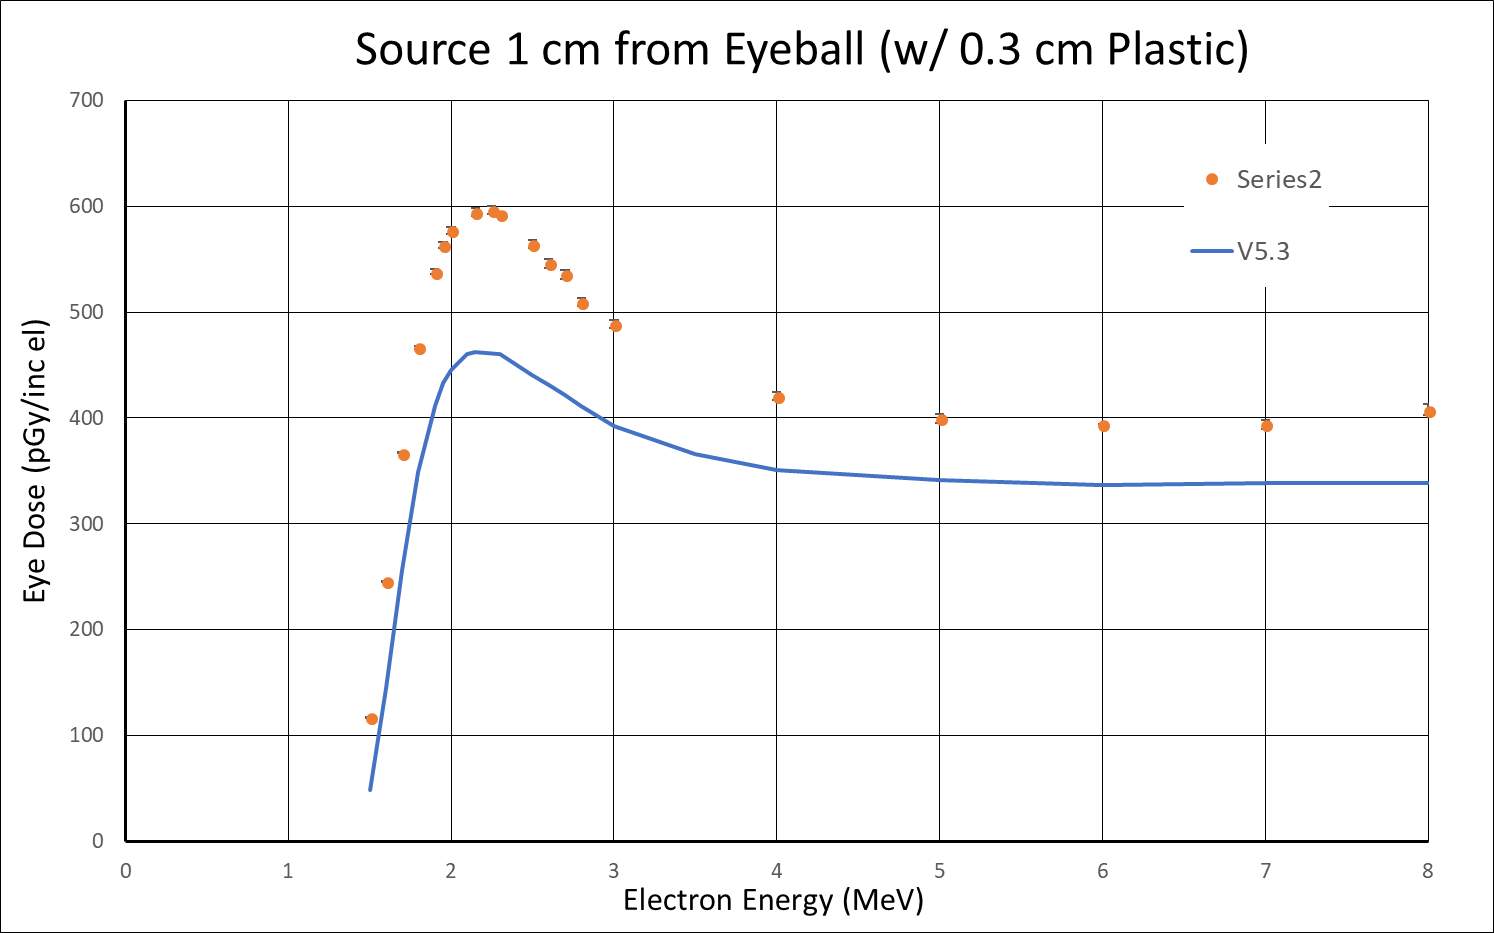 Source 1 cm from Eyeball (w/ 0.3 cm Plastic)
700
600
500
400
300
200
100
0
Eye Dose (pGy/inc el)
Series2
V5.3
0 1 2 3 4 5 6 7 8
Electron Energy (MeV)